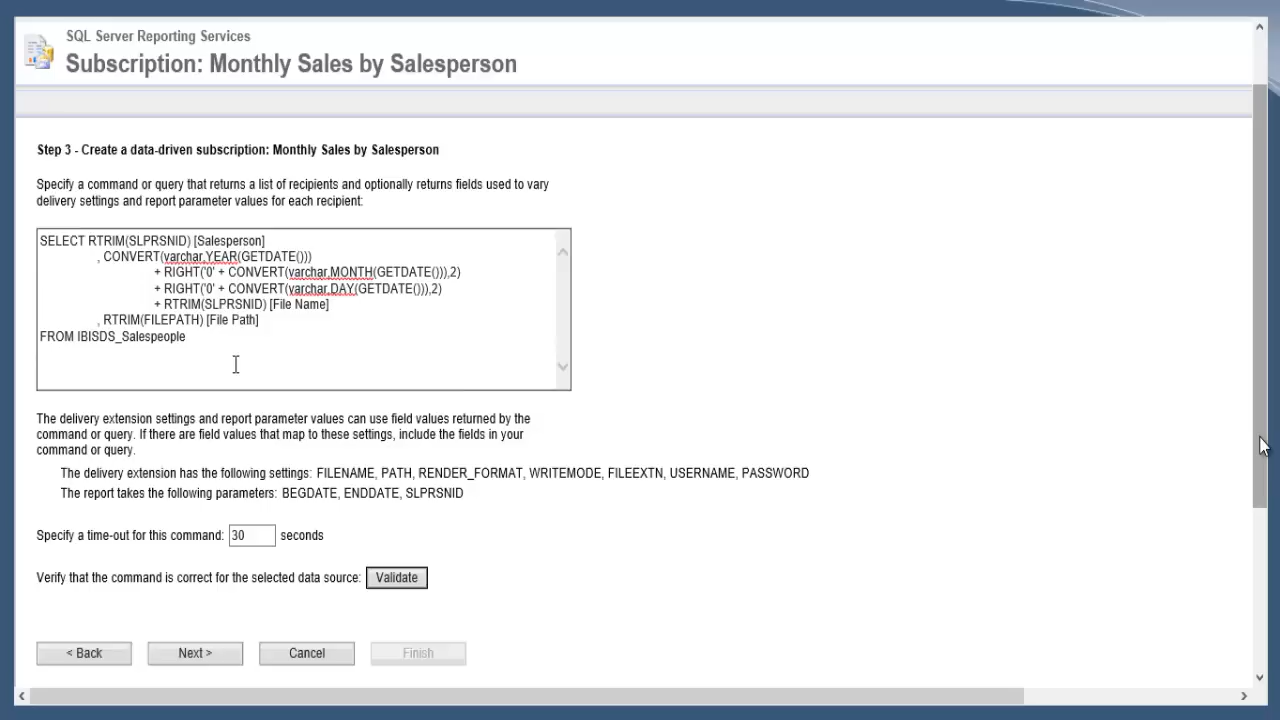 SQL Server Reporting Services
Subscription: Monthly Sales by Salesperson
Step 3 - Create a data-driven subscription: Monthly Sales by Salesperson
Specify a command or query that returns a list of recipients and optionally returns fields used to vary
delivery settings and report parameter values for each recipient:
SELECT RTRIM(SLPRSNID) [Salesperson]
, CONVERT(varchar,YEAR(GETDATE()))
+ RIGHT('0' + CONVERT(varchar,MONTH(GETDATE())),2)
+ RIGHT('0' + CONVERT(varchar,DAY(GETDATE())),2)
+ RTRIM(SLPRSNID) [File Name]
, RTRIM(FILEPATH) [File Path]
FROM IBISDS_Salespeople
The delivery extension settings and report parameter values can use field values returned by the
command or query. If there are field values that map to these settings, include the fields in your
command or query.
The delivery extension has the following settings: FILENAME, PATH, RENDER_FORMAT, WRITEMODE, FILEEXTN, USERNAME, PASSWORD
The report takes the following parameters: BEGDATE, ENDDATE, SLPRSNID
Specify a time-out for this command: 30 seconds
Verify that the command is correct for the selected data source: Validate
< Back Next > Cancel Finish